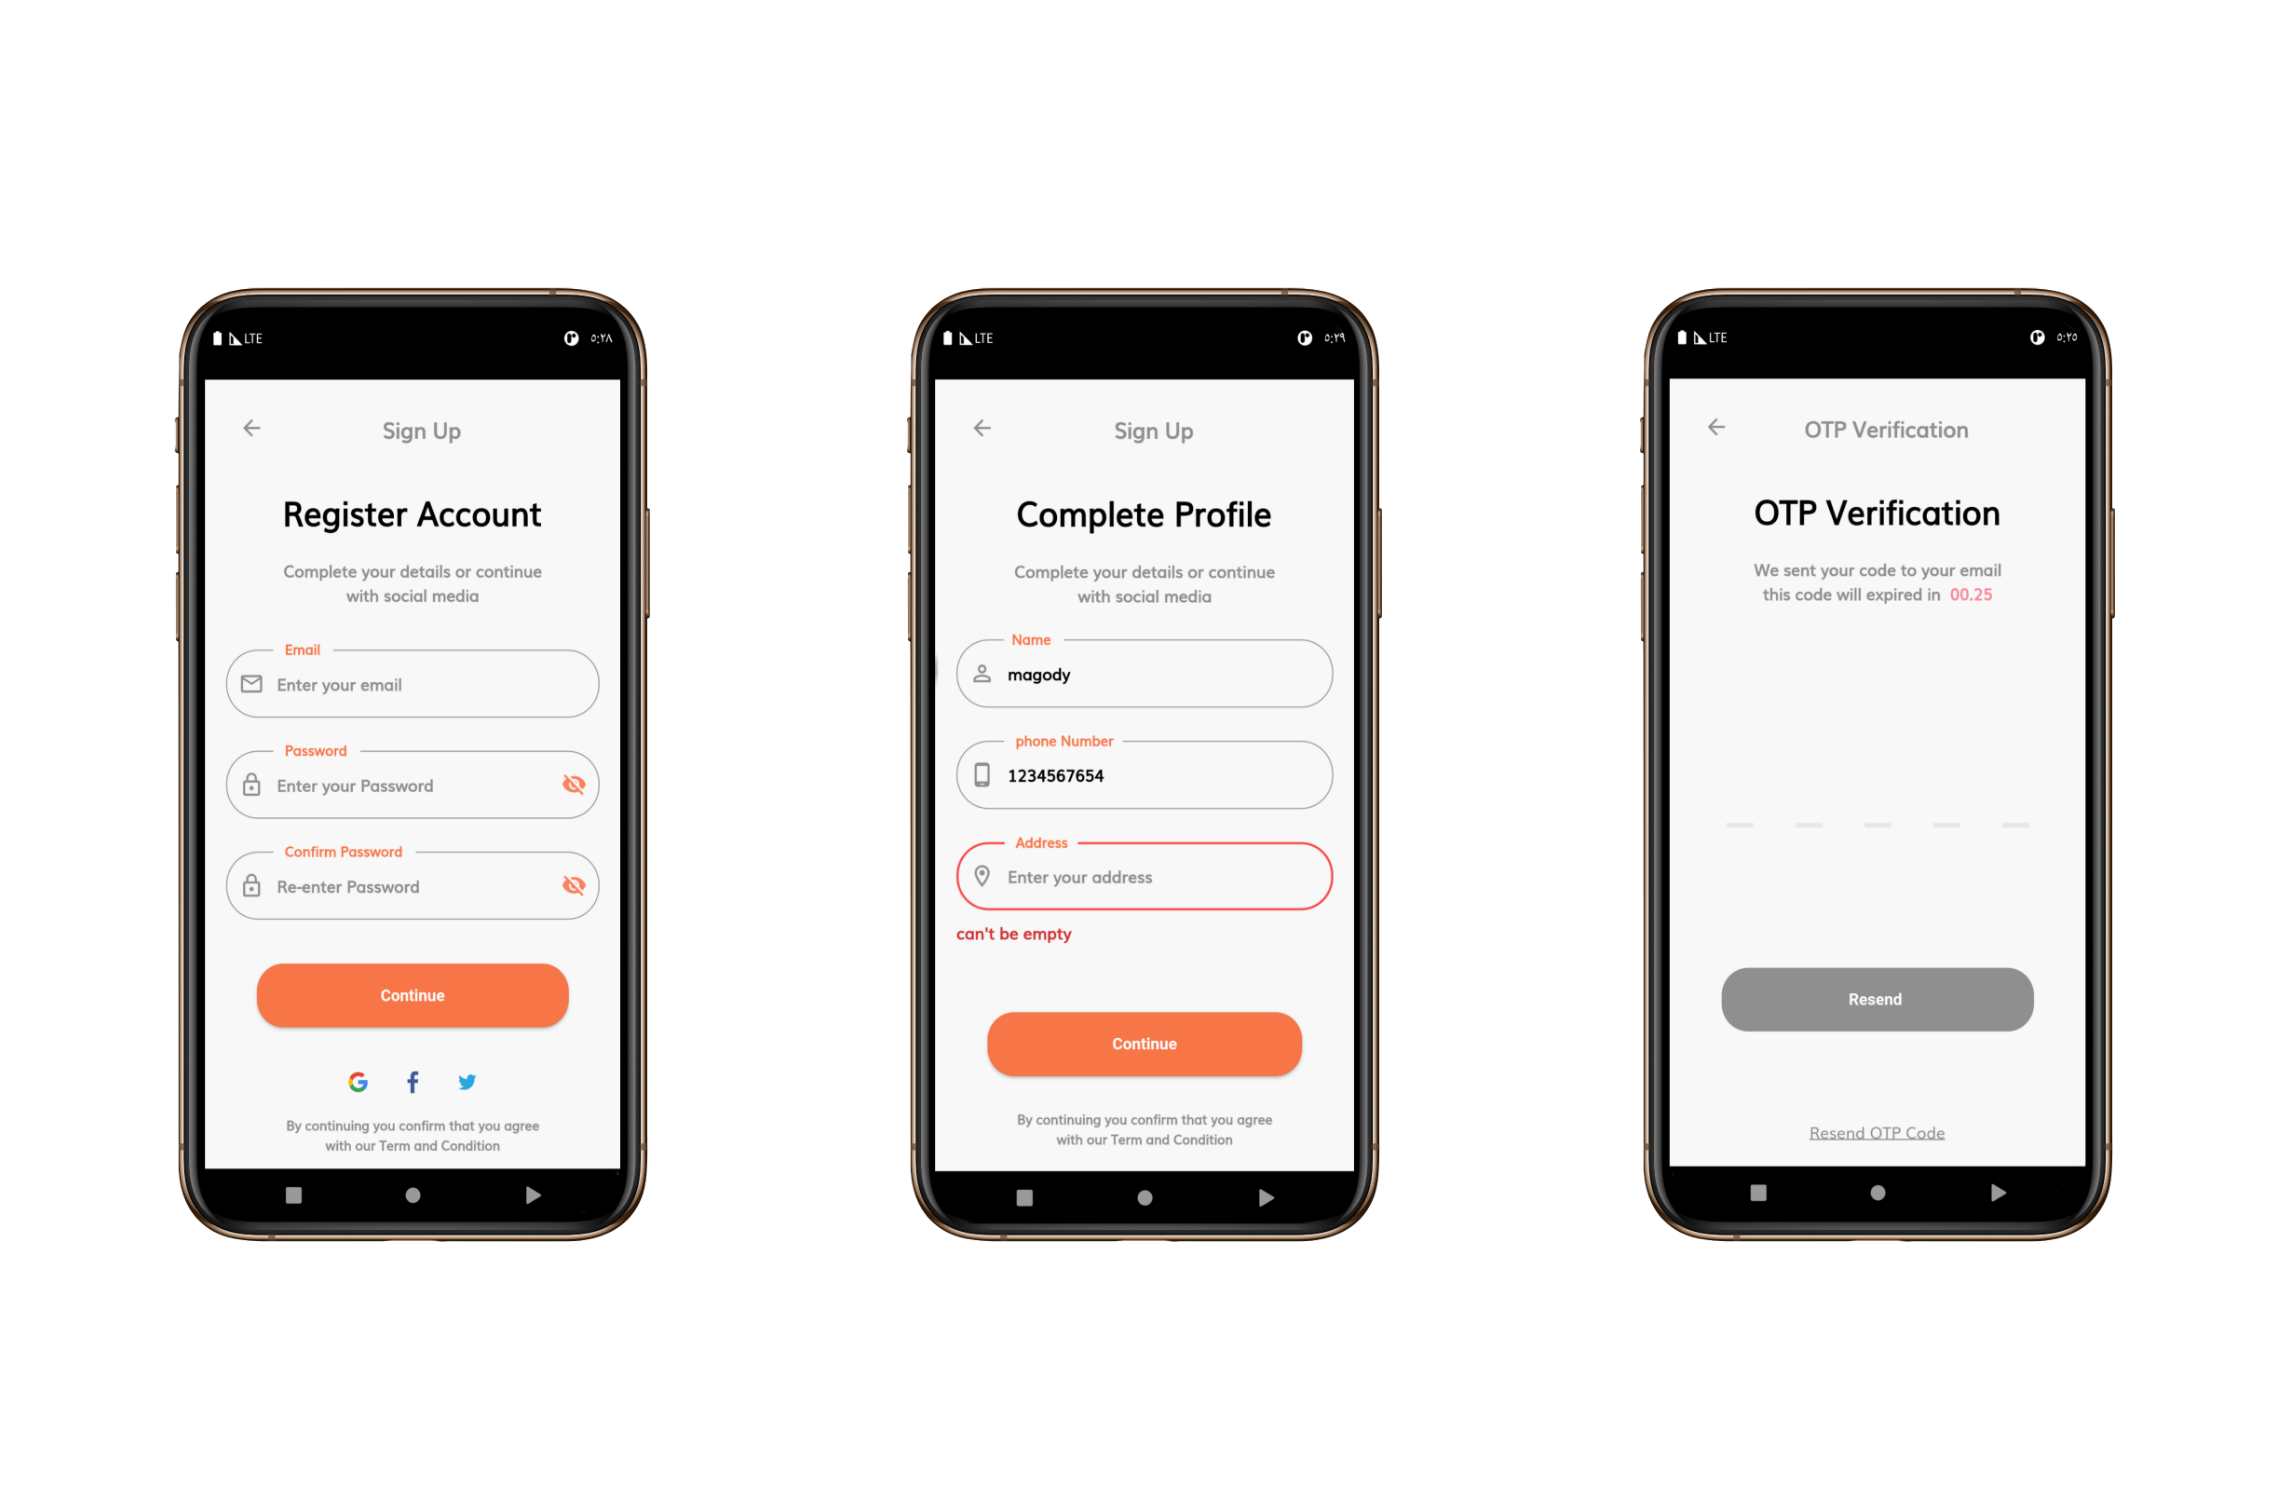 LTE
٥:٢٨
Sign Up
Register Account
Complete your details or continue
with social media
Email
Enter your email
Password
Enter your Password
Confirm Password
Re-enter Password
Continue
By continuing you confirm that you agree
with our Term and Condition
LTE
٥:٢٩
Sign Up
Complete Profile
Complete your details or continue
with social media
Name
magody
phone Number
1234567654
Address
Enter your address
can't be empty
Continue
By continuing you confirm that you agree
with our Term and Condition
LTE
٥:٢٥
OTP Verification
OTP Verification
We sent your code to your email
this code will expired in 00.25
Resend
Resend OTP Code